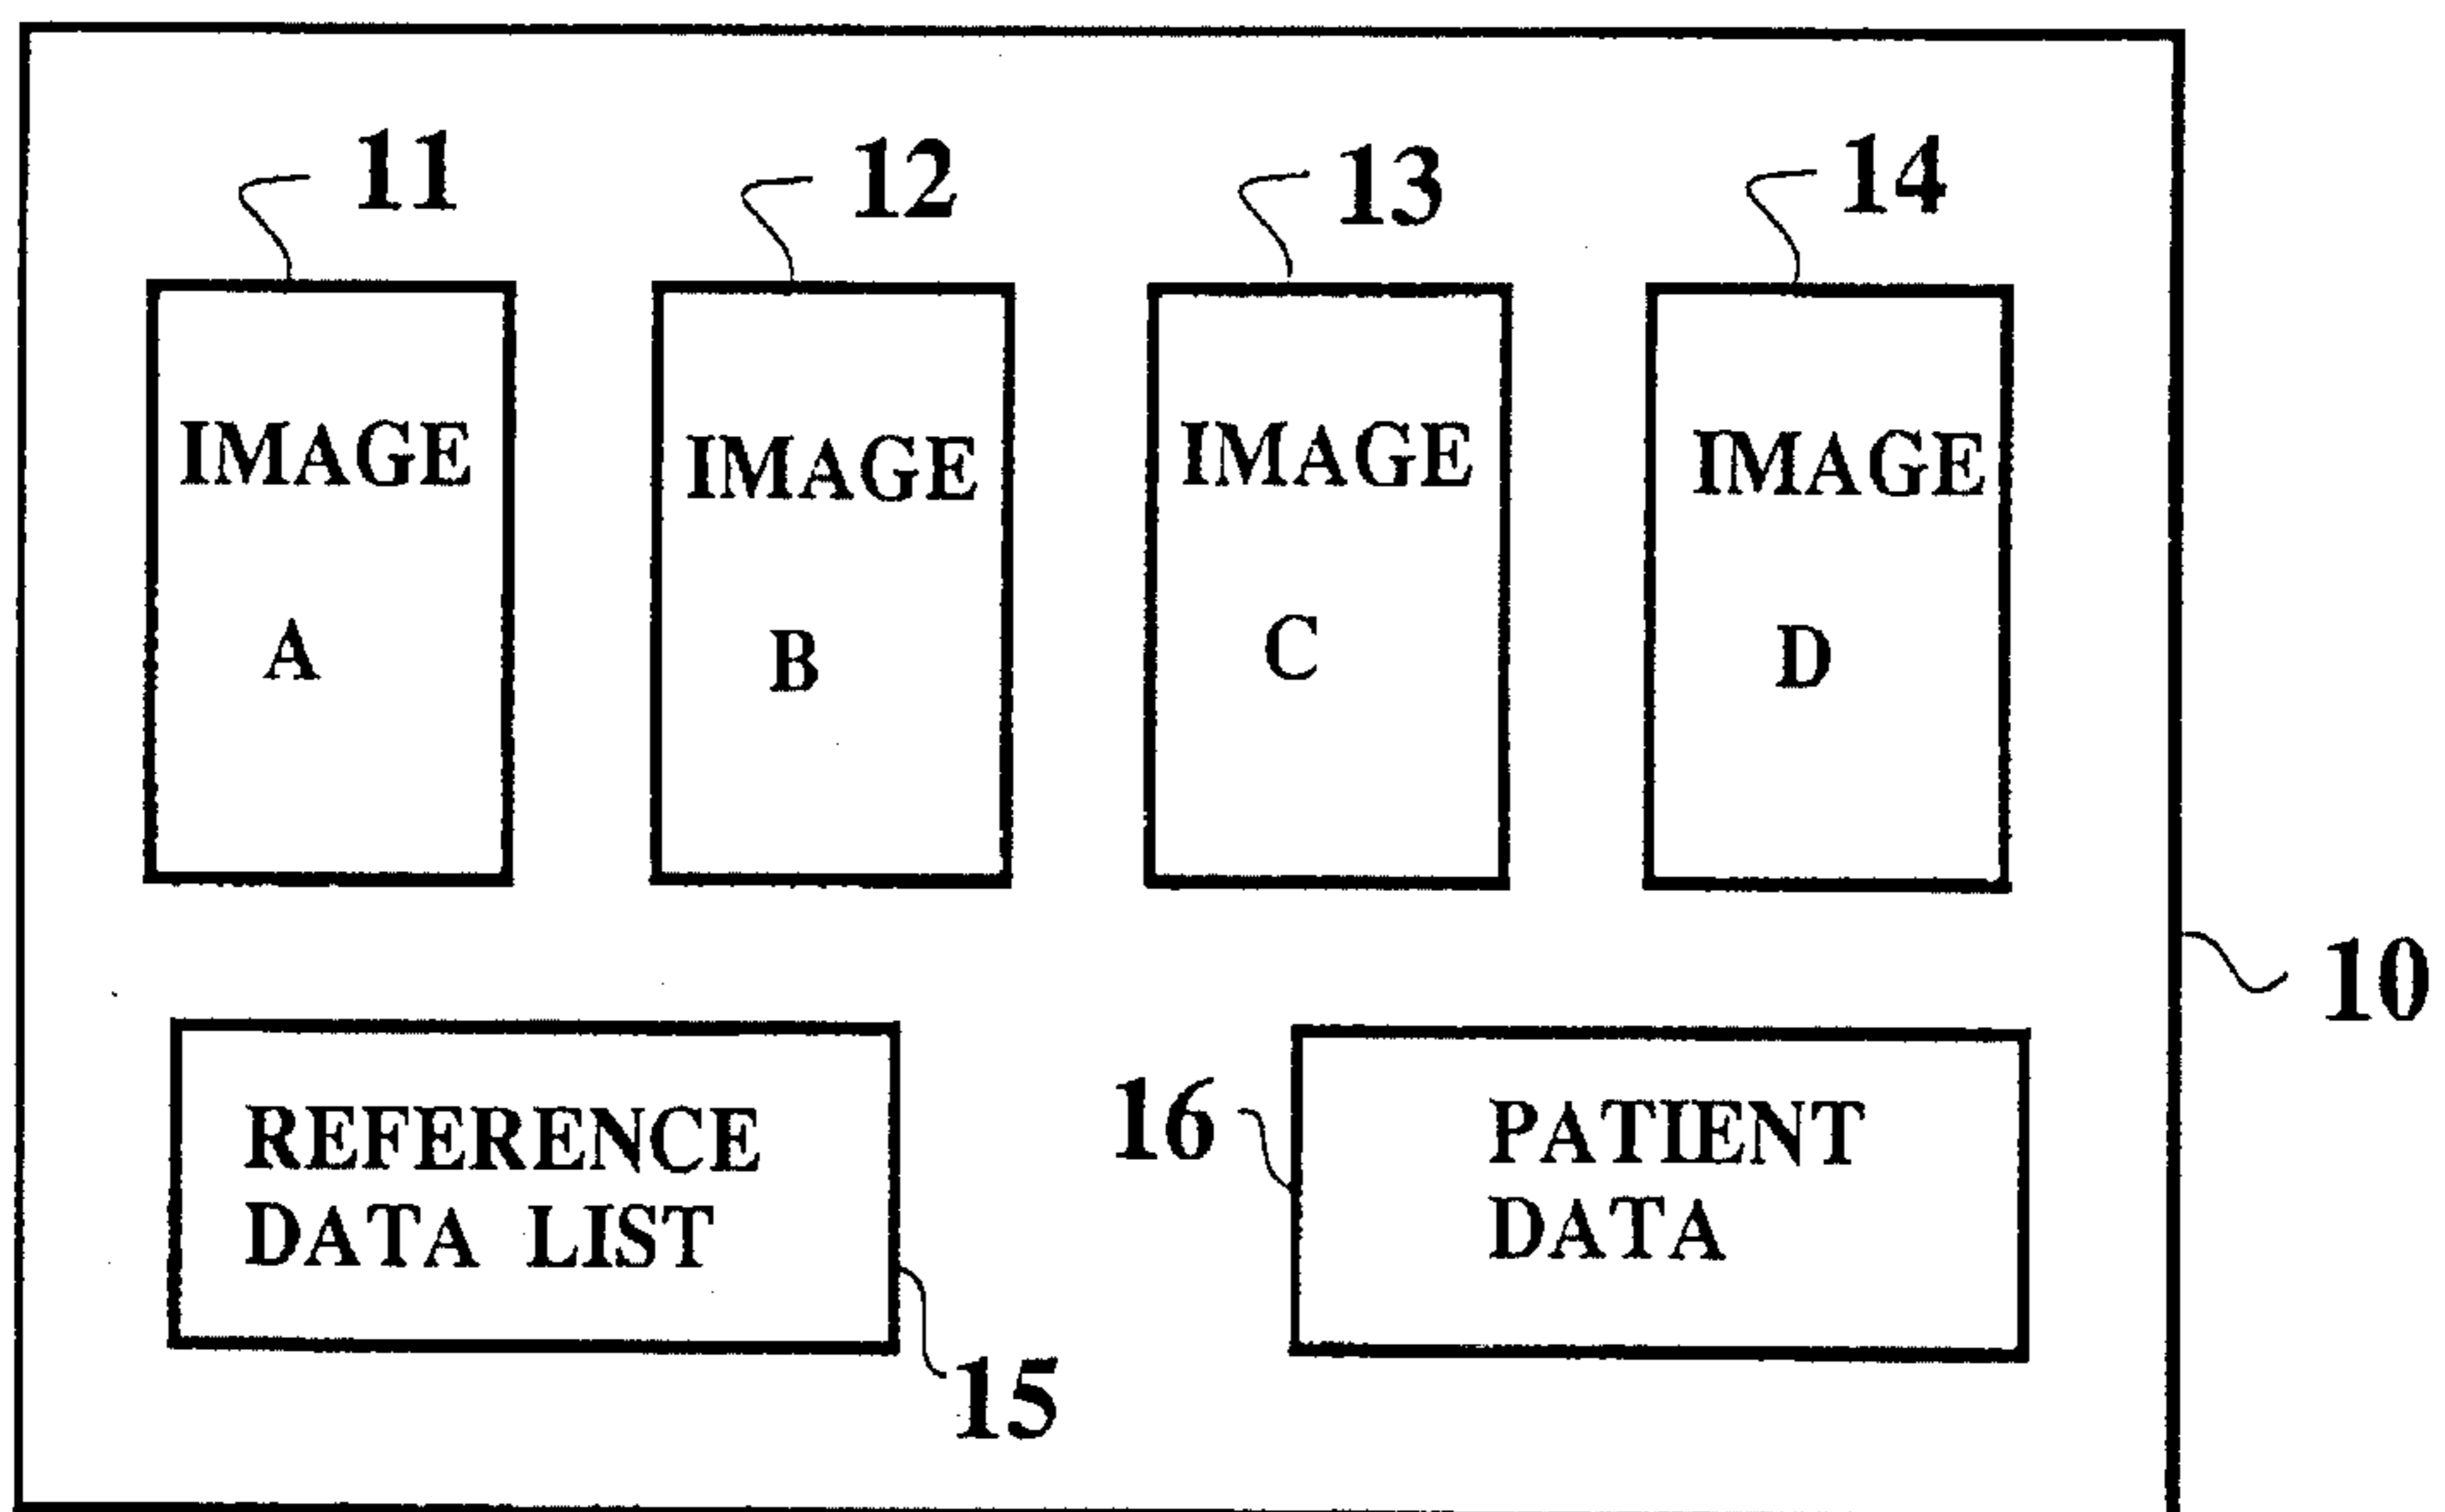 11
12
13
14
IMAGE
A
IMAGE
B
IMAGE
C
IMAGE
D
10
REFERENCE
DATA LIST
15
16
PATIENT
DATA